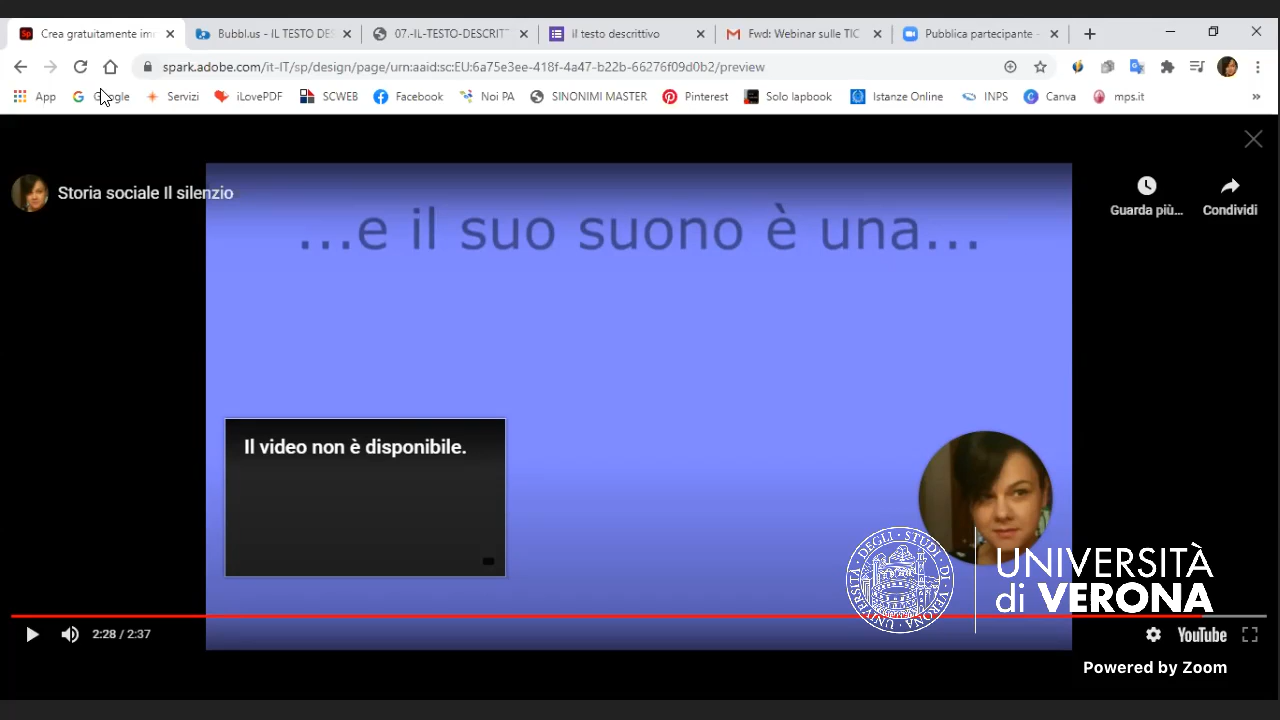 Crea gratuitamente im
Bubbl.us - IL TESTO DE
07.-IL-TESTO-DESCRITT
il testo descrittivo
Fwd: Webinar sulle TIC
Pubblica partecipante -
spark.adobe.com/it-IT/sp/design/page/urn:aaid:sc:EU:6a75e3ee-418f-4a47-b22b-66276f09d0b2/preview
App
Google
Servizi
iLovePDF
SCWEB
Facebook
Noi PA
SINONIMI MASTER
Pinterest
Solo lapbook
Istanze Online
INPS
Canva
mps.it
Storia sociale Il silenzio
Guarda più...
Condividi
...e il suo suono è una...
Il video non è disponibile.
UNIVERSITÀ
di VERONA
2:28 / 2:37
YouTube
Powered by Zoom